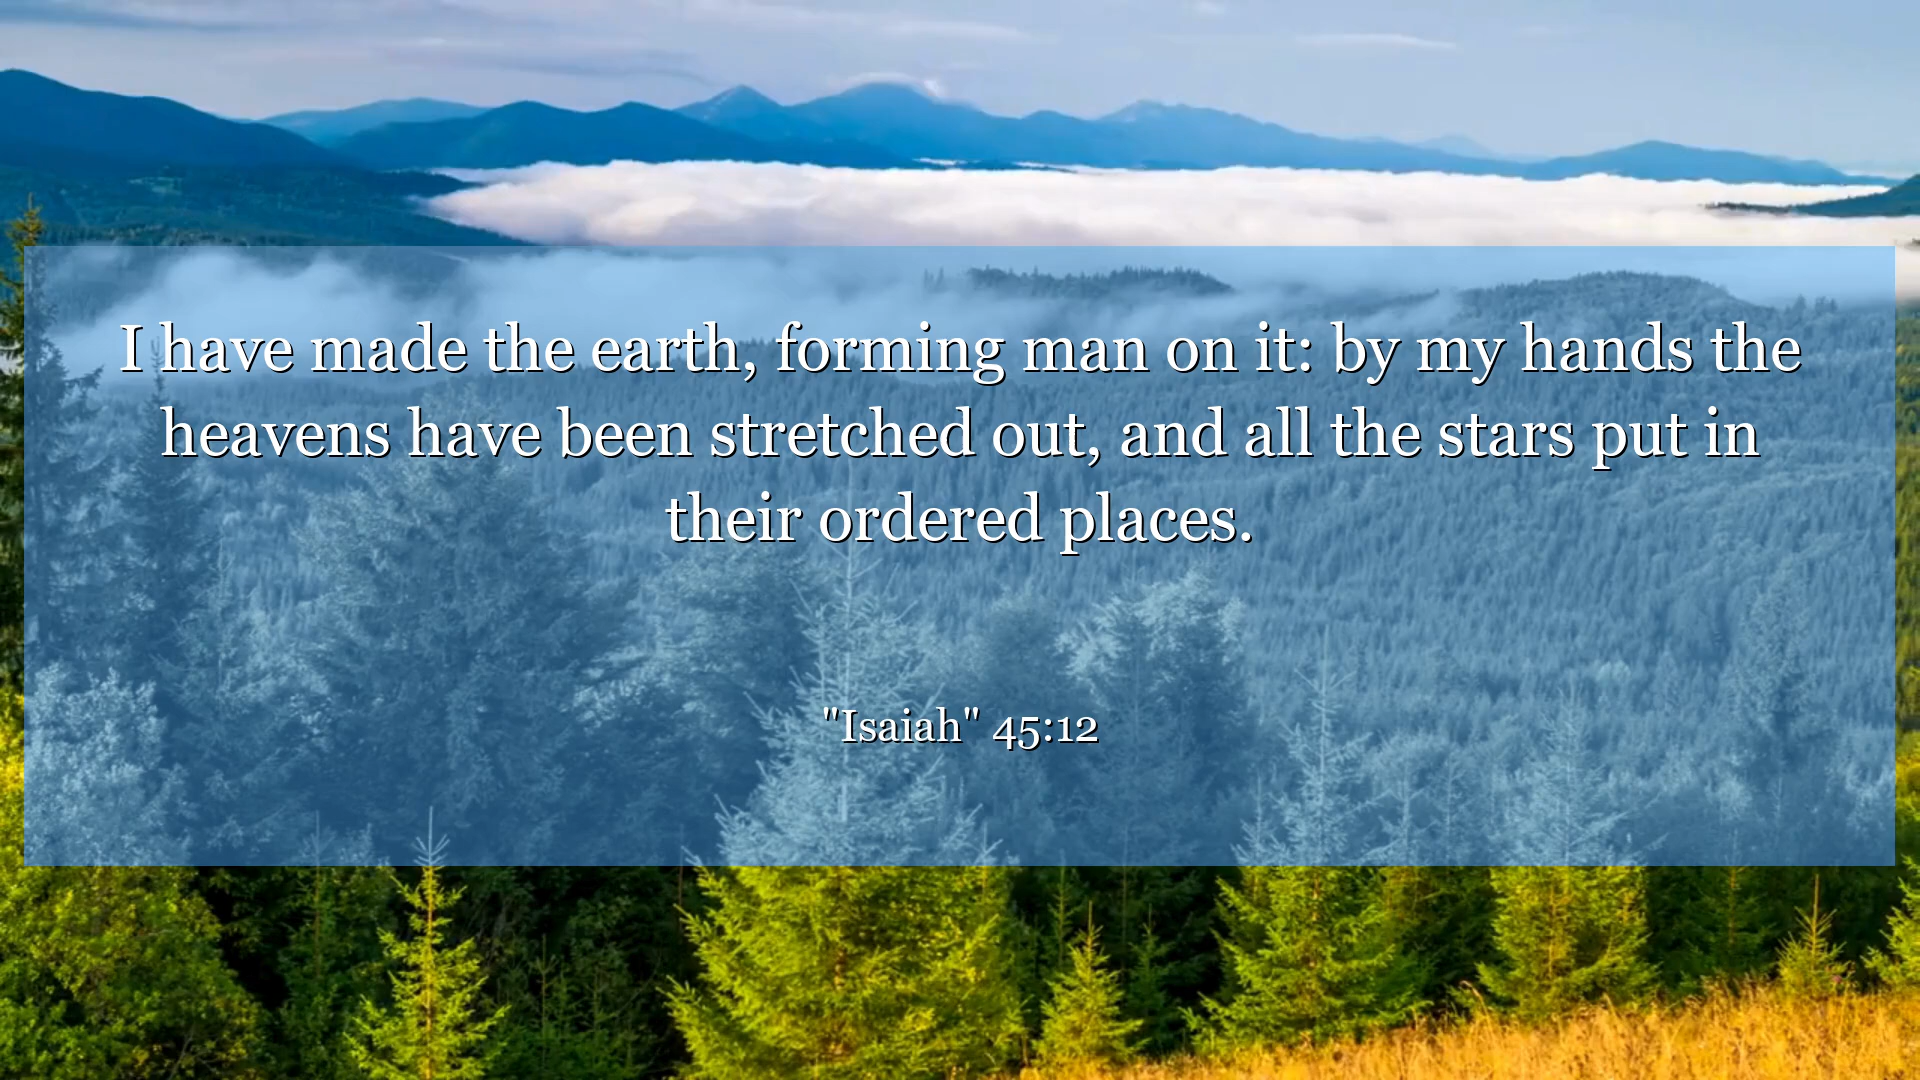 I have made the earth, forming man on it: by my hands the
heavens have been stretched out, and all the stars put in
their ordered places.
"Isaiah" 45:12